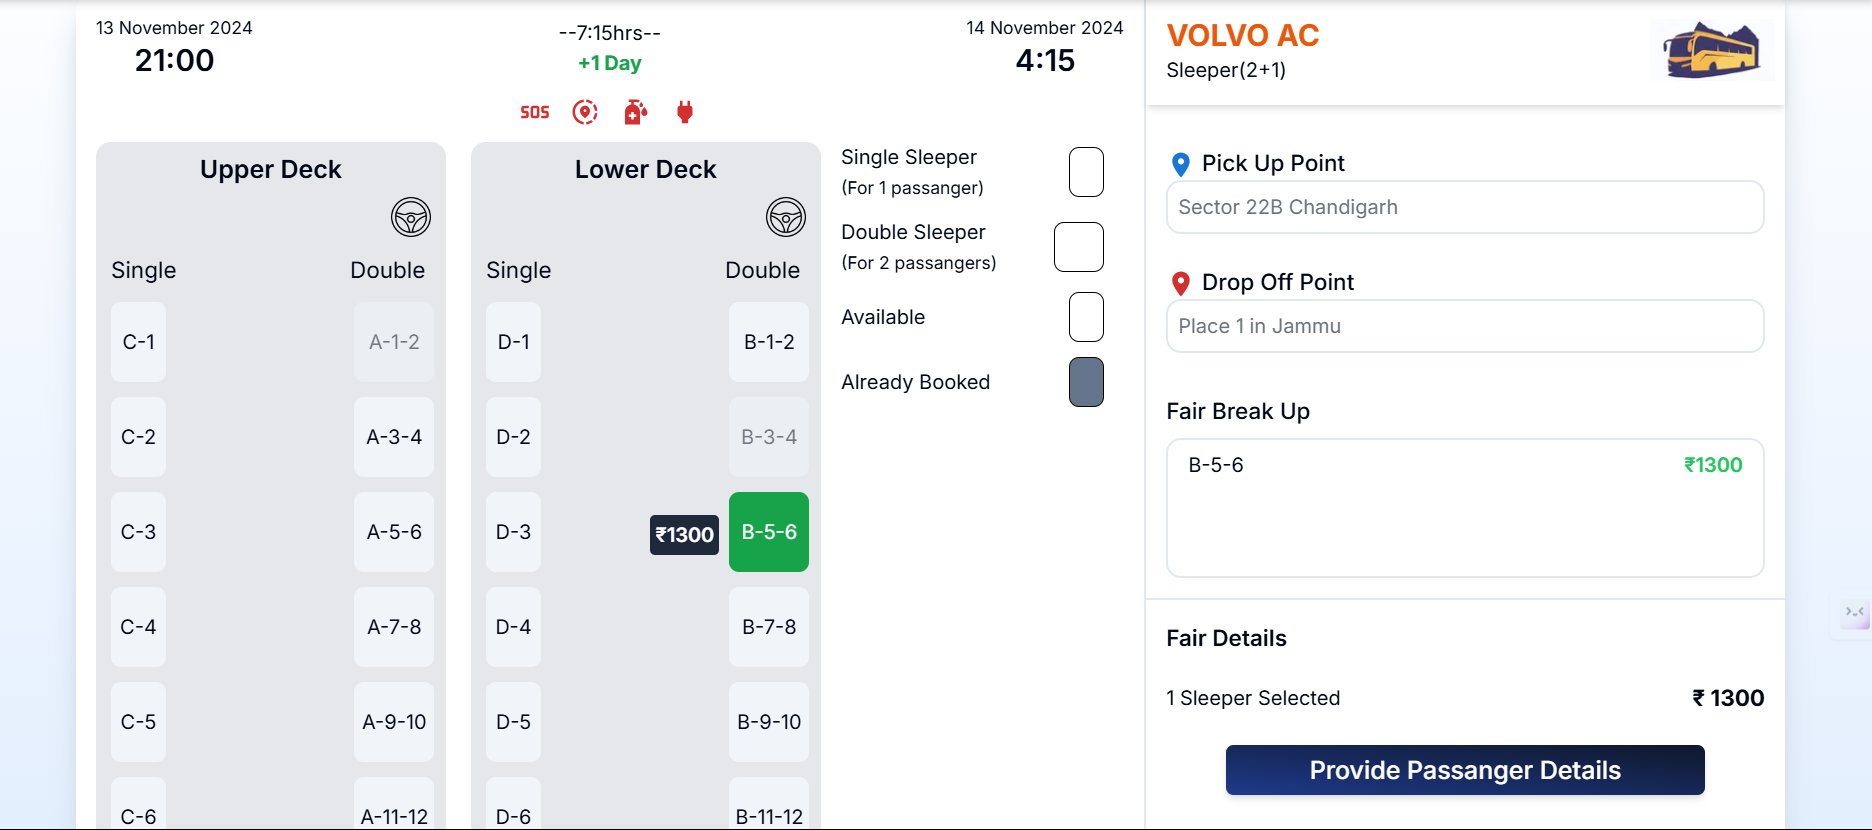 13 November 2024
21:00
--7:15hrs--
+1 Day
14 November 2024
4:15
SOS
Upper Deck
Single Double
C-1 A-1-2
C-2 A-3-4
C-3 A-5-6
C-4 A-7-8
C-5 A-9-10
C-6 A-11-12
Lower Deck
Single Double
D-1 B-1-2
D-2 B-3-4
D-3 ₹1300 B-5-6
D-4 B-7-8
D-5 B-9-10
D-6 B-11-12
Single Sleeper
(For 1 passanger)
Double Sleeper
(For 2 passangers)
Available
Already Booked
VOLVO AC
Sleeper(2+1)
Pick Up Point
Sector 22B Chandigarh
Drop Off Point
Place 1 in Jammu
Fair Break Up
B-5-6 ₹1300
Fair Details
1 Sleeper Selected ₹ 1300
Provide Passanger Details